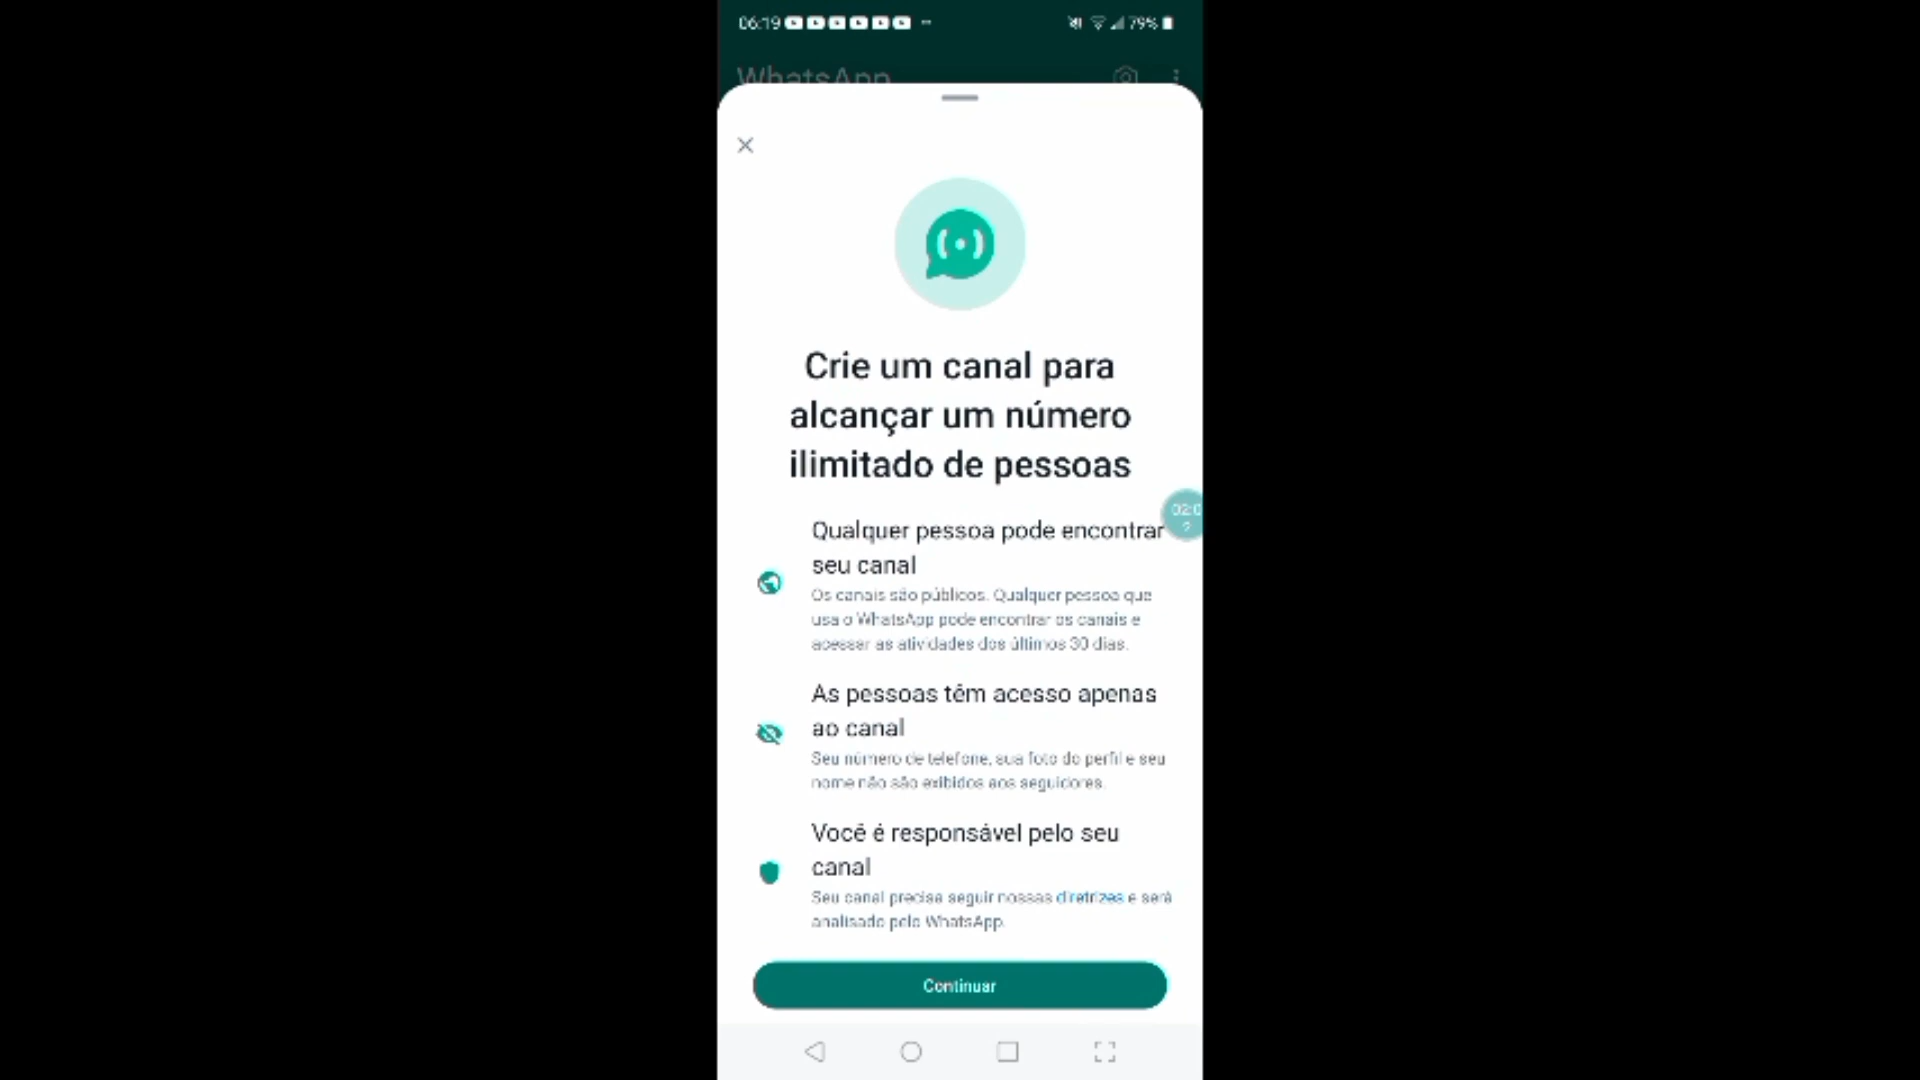 06:19
79%
WhatsApp
Crie um canal para
alcançar um número
ilimitado de pessoas
02:0
2
Qualquer pessoa pode encontrar
seu canal
Os canais são públicos. Qualquer pessoa que
usa o WhatsApp pode encontrar os canais e
acessar as atividades dos últimos 30 dias.
As pessoas têm acesso apenas
ao canal
Seu número de telefone, sua foto do perfil e seu
nome não são exibidos aos seguidores.
Você é responsável pelo seu
canal
Seu canal precisa seguir nossas diretrizes e será
analisado pelo WhatsApp.
Continuar